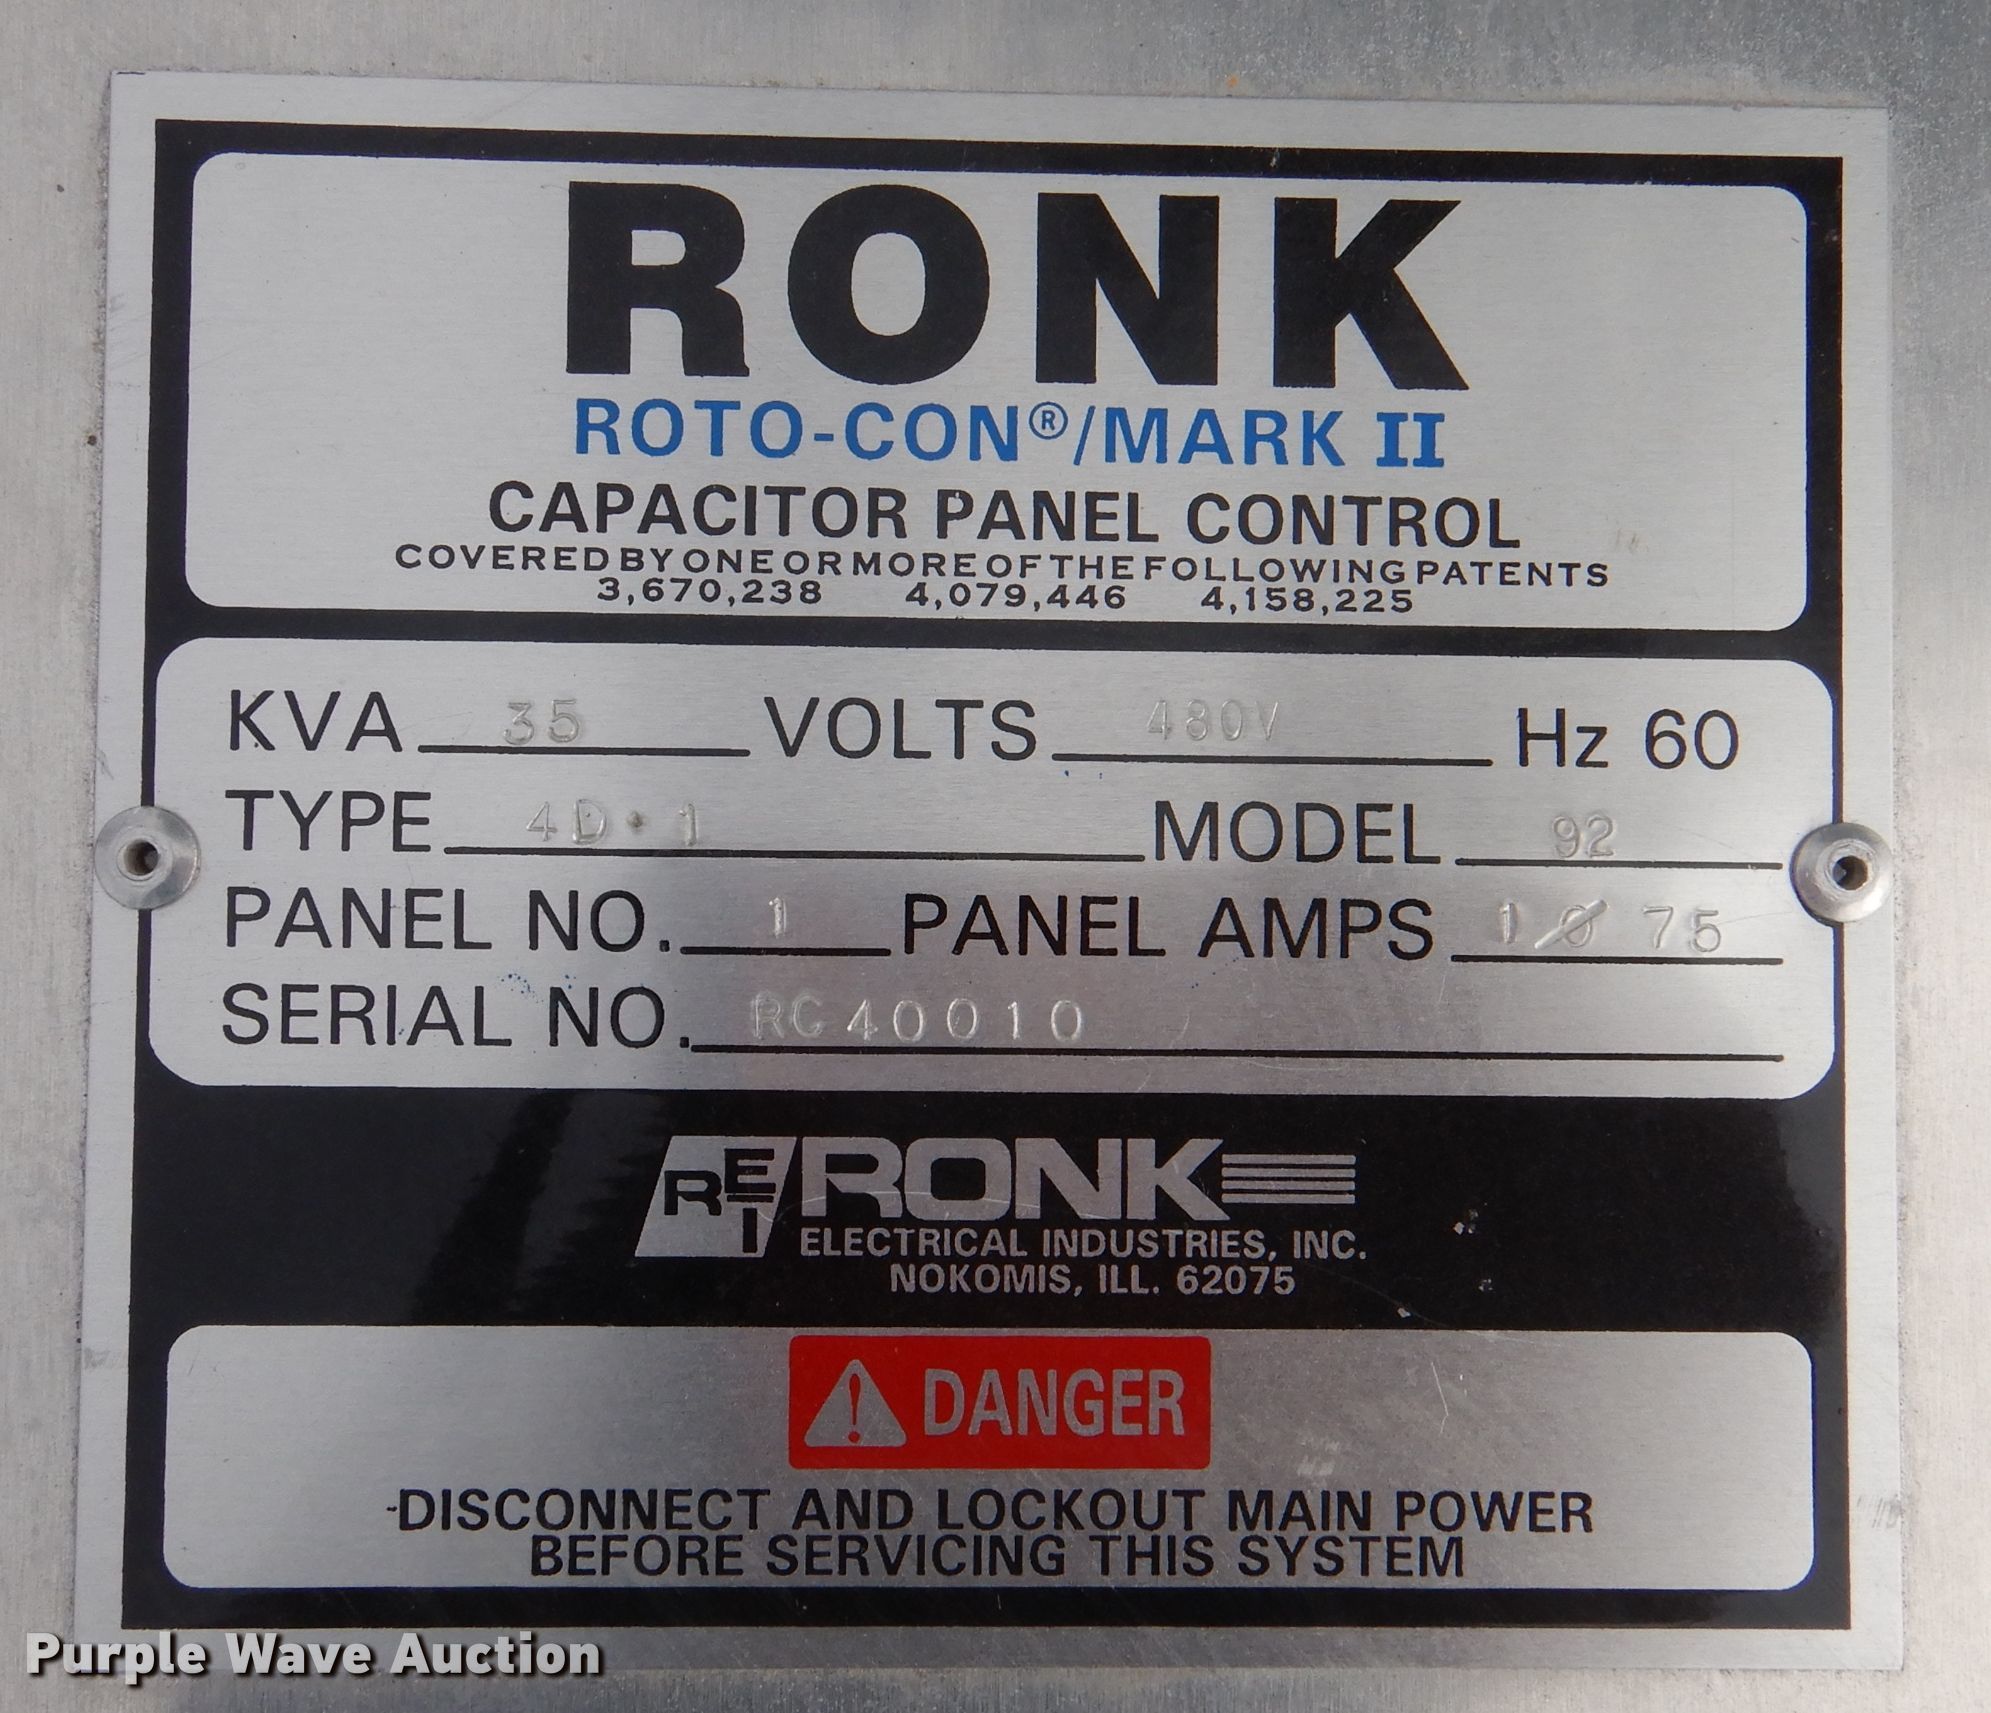 RONK
ROTO-CON®/MARK II
CAPACITOR PANEL CONTROL
COVERED BY ONE OR MORE OF THE FOLLOWING PATENTS
3,670,238 4,079,446 4,158,225
KVA 35 VOLTS 480V Hz 60
TYPE 4D·1 MODEL 92
PANEL NO. 1 PANEL AMPS 1Ø 75
SERIAL NO. RC40010
REI RONK
ELECTRICAL INDUSTRIES, INC.
NOKOMIS, ILL. 62075
DANGER
DISCONNECT AND LOCKOUT MAIN POWER
BEFORE SERVICING THIS SYSTEM
Purple Wave Auction